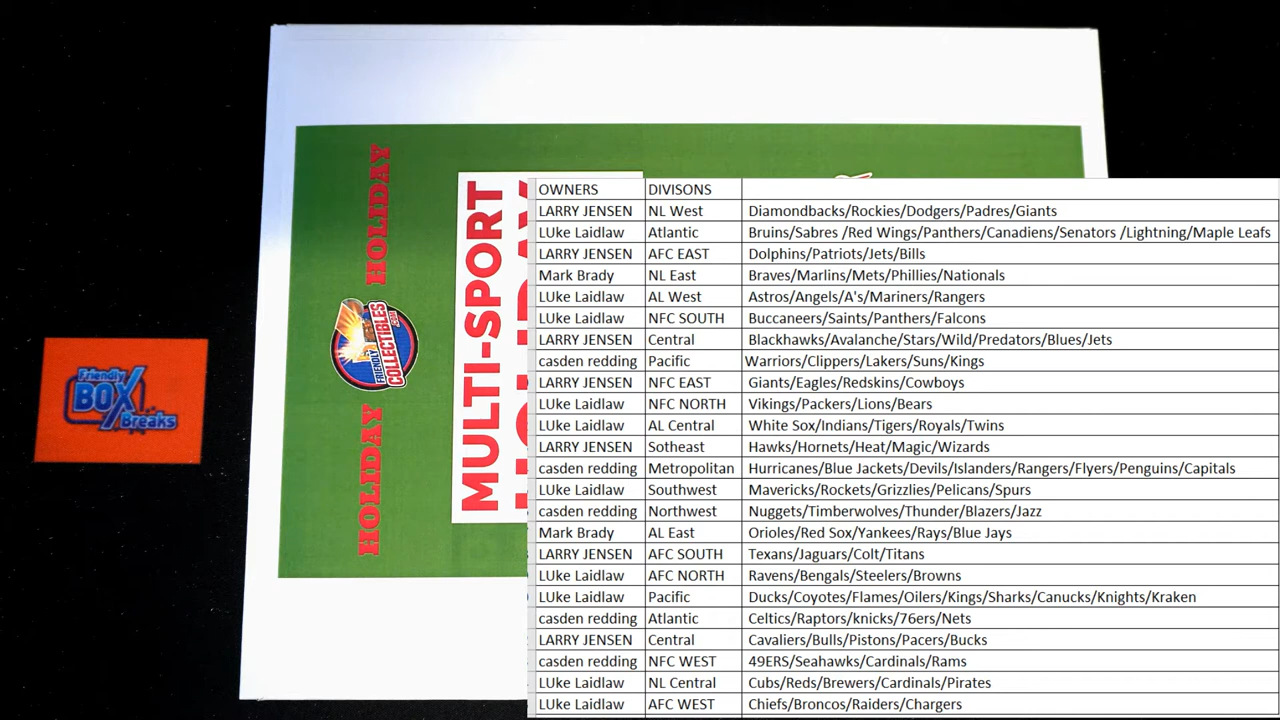 Friendly
BOX
Breaks
HOLIDAY
HOLIDAY
FRIENDLY
COLLECTIBLES
.COM
MULTI-SPORT
OWNERS DIVISONS
LARRY JENSEN NL West Diamondbacks/Rockies/Dodgers/Padres/Giants
LUke Laidlaw Atlantic Bruins/Sabres /Red Wings/Panthers/Canadiens/Senators /Lightning/Maple Leafs
LARRY JENSEN AFC EAST Dolphins/Patriots/Jets/Bills
Mark Brady NL East Braves/Marlins/Mets/Phillies/Nationals
LUke Laidlaw AL West Astros/Angels/A's/Mariners/Rangers
LUke Laidlaw NFC SOUTH Buccaneers/Saints/Panthers/Falcons
LARRY JENSEN Central Blackhawks/Avalanche/Stars/Wild/Predators/Blues/Jets
casden redding Pacific Warriors/Clippers/Lakers/Suns/Kings
LARRY JENSEN NFC EAST Giants/Eagles/Redskins/Cowboys
LUke Laidlaw NFC NORTH Vikings/Packers/Lions/Bears
LUke Laidlaw AL Central White Sox/Indians/Tigers/Royals/Twins
LARRY JENSEN Sotheast Hawks/Hornets/Heat/Magic/Wizards
casden redding Metropolitan Hurricanes/Blue Jackets/Devils/Islanders/Rangers/Flyers/Penguins/Capitals
LUke Laidlaw Southwest Mavericks/Rockets/Grizzlies/Pelicans/Spurs
casden redding Northwest Nuggets/Timberwolves/Thunder/Blazers/Jazz
Mark Brady AL East Orioles/Red Sox/Yankees/Rays/Blue Jays
LARRY JENSEN AFC SOUTH Texans/Jaguars/Colt/Titans
LUke Laidlaw AFC NORTH Ravens/Bengals/Steelers/Browns
LUke Laidlaw Pacific Ducks/Coyotes/Flames/Oilers/Kings/Sharks/Canucks/Knights/Kraken
casden redding Atlantic Celtics/Raptors/knicks/76ers/Nets
LARRY JENSEN Central Cavaliers/Bulls/Pistons/Pacers/Bucks
casden redding NFC WEST 49ERS/Seahawks/Cardinals/Rams
LUke Laidlaw NL Central Cubs/Reds/Brewers/Cardinals/Pirates
LUke Laidlaw AFC WEST Chiefs/Broncos/Raiders/Chargers